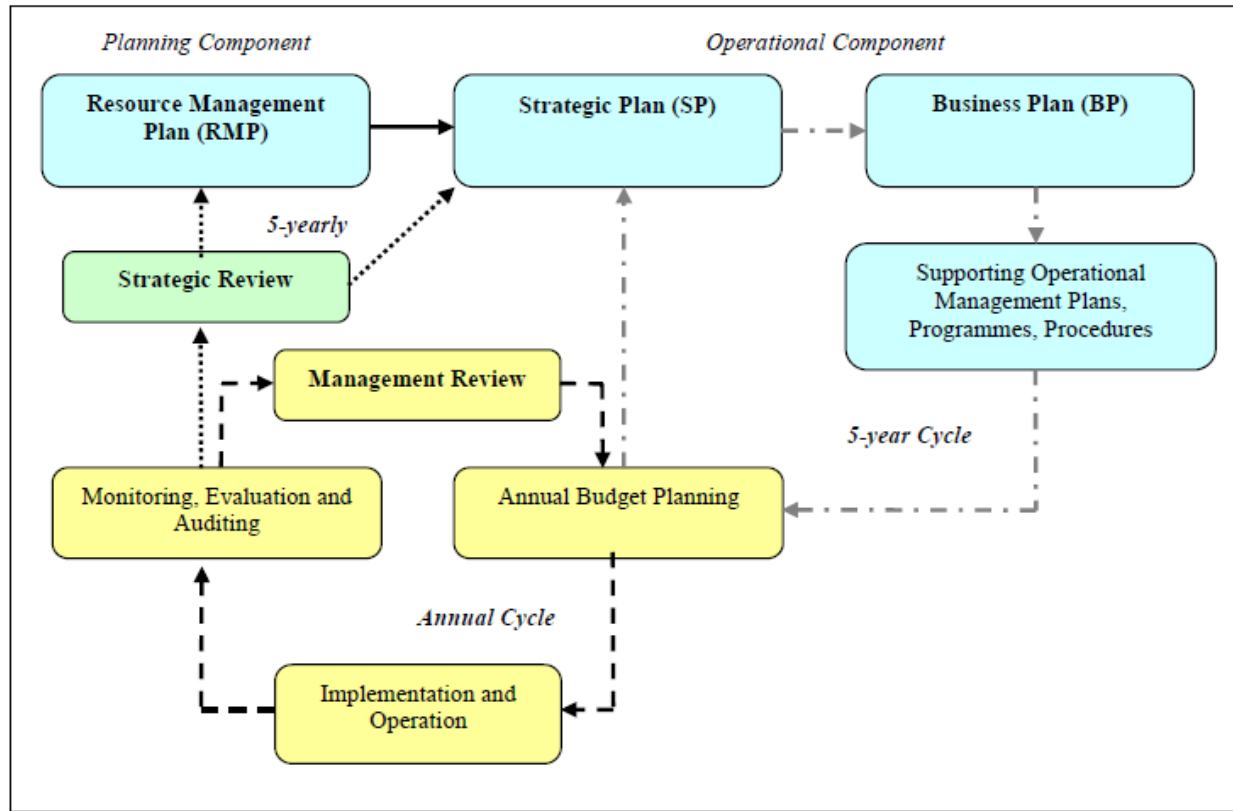 Planning Component
Operational Component
Resource Management
Plan (RMP)
Strategic Plan (SP)
Business Plan (BP)
5-yearly
Strategic Review
Supporting Operational
Management Plans,
Programmes, Procedures
Management Review
5-year Cycle
Monitoring, Evaluation and
Auditing
Annual Budget Planning
Annual Cycle
Implementation and
Operation